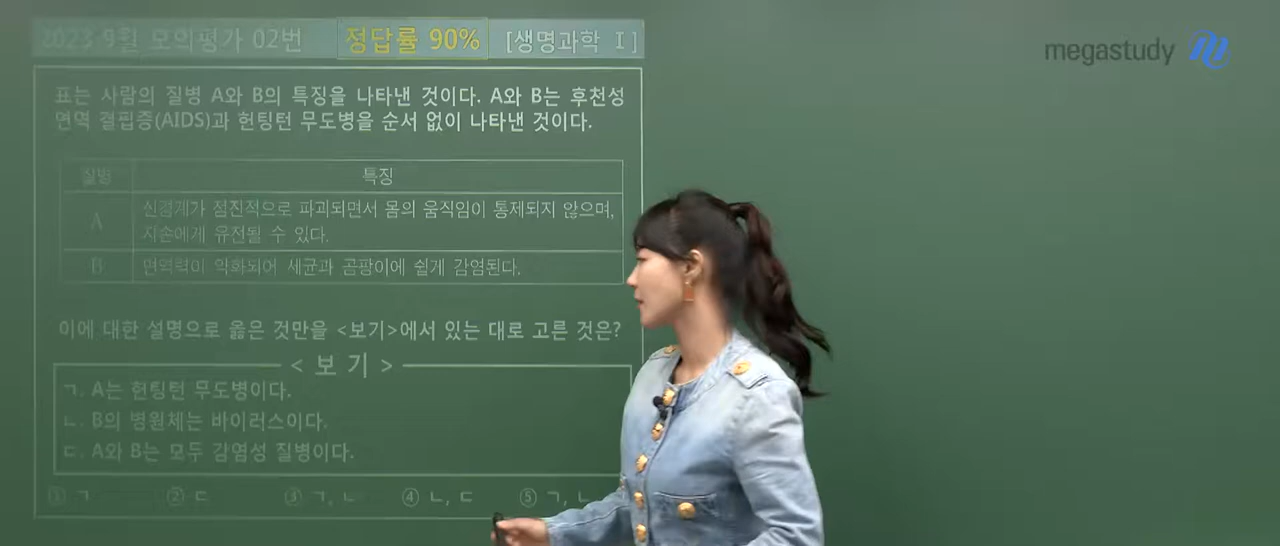 2023 9월 모의평가 02번 정답률 90% [생명과학 Ⅰ]
megastudy
표는 사람의 질병 A와 B의 특징을 나타낸 것이다. A와 B는 후천성
면역 결핍증(AIDS)과 헌팅턴 무도병을 순서 없이 나타낸 것이다.
질병 특징
A
신경계가 점진적으로 파괴되면서 몸의 움직임이 통제되지 않으며,
자손에게 유전될 수 있다.
B 면역력이 약화되어 세균과 곰팡이에 쉽게 감염된다.
이에 대한 설명으로 옳은 것만을 <보기>에서 있는 대로 고른 것은?
< 보 기 >
ㄱ. A는 헌팅턴 무도병이다.
ㄴ. B의 병원체는 바이러스이다.
ㄷ. A와 B는 모두 감염성 질병이다.
① ㄱ ② ㄷ ③ ㄱ, ㄴ ④ ㄴ, ㄷ ⑤ ㄱ, ㄴ